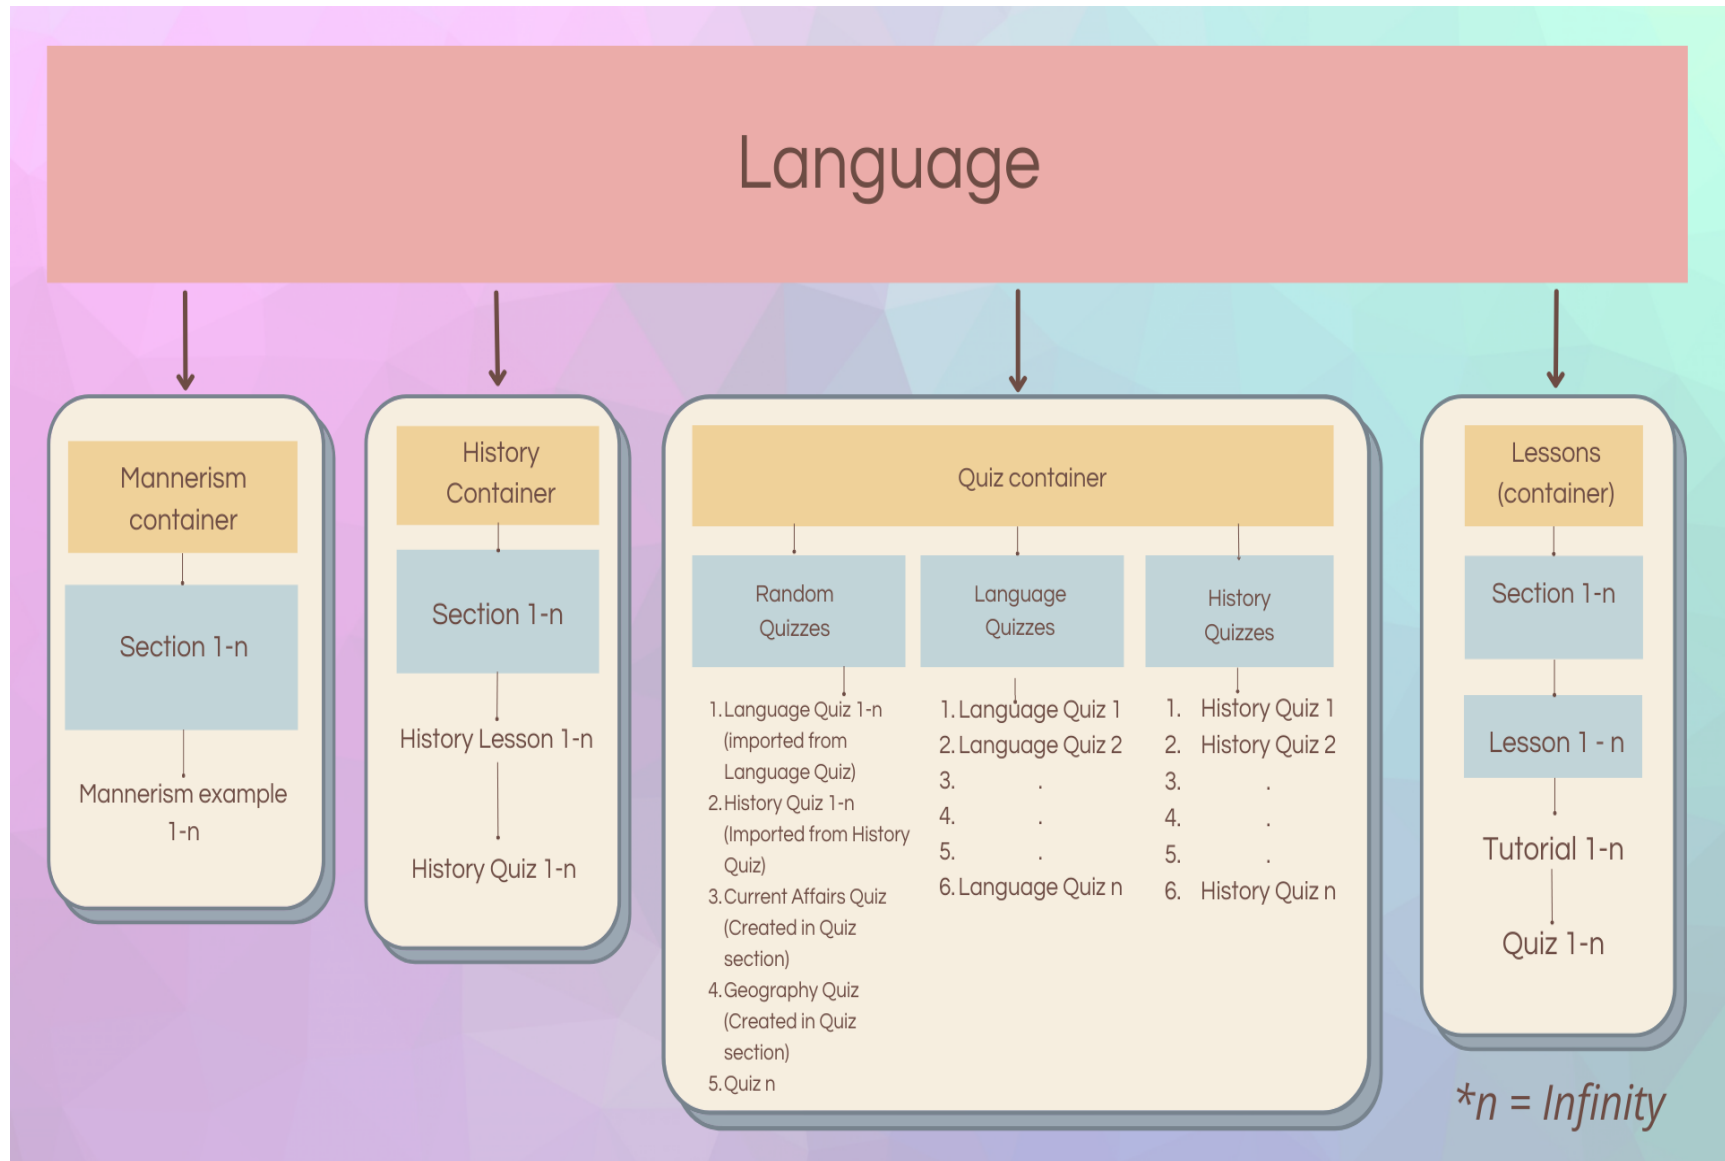 Language
Mannerism
container
Section 1-n
Mannerism example
1-n
History
Container
Section 1-n
History Lesson 1-n
History Quiz 1-n
Quiz container
Random
Quizzes
1. Language Quiz 1-n
(imported from
Language Quiz)
2. History Quiz 1-n
(Imported from History
Quiz)
3. Current Affairs Quiz
(Created in Quiz
section)
4. Geography Quiz
(Created in Quiz
section)
5. Quiz n
Language
Quizzes
1. Language Quiz 1
2. Language Quiz 2
3. .
4. .
5. .
6. Language Quiz n
History
Quizzes
1. History Quiz 1
2. History Quiz 2
3. .
4. .
5. .
6. History Quiz n
Lessons
(container)
Section 1-n
Lesson 1 - n
Tutorial 1-n
Quiz 1-n
*n = Infinity